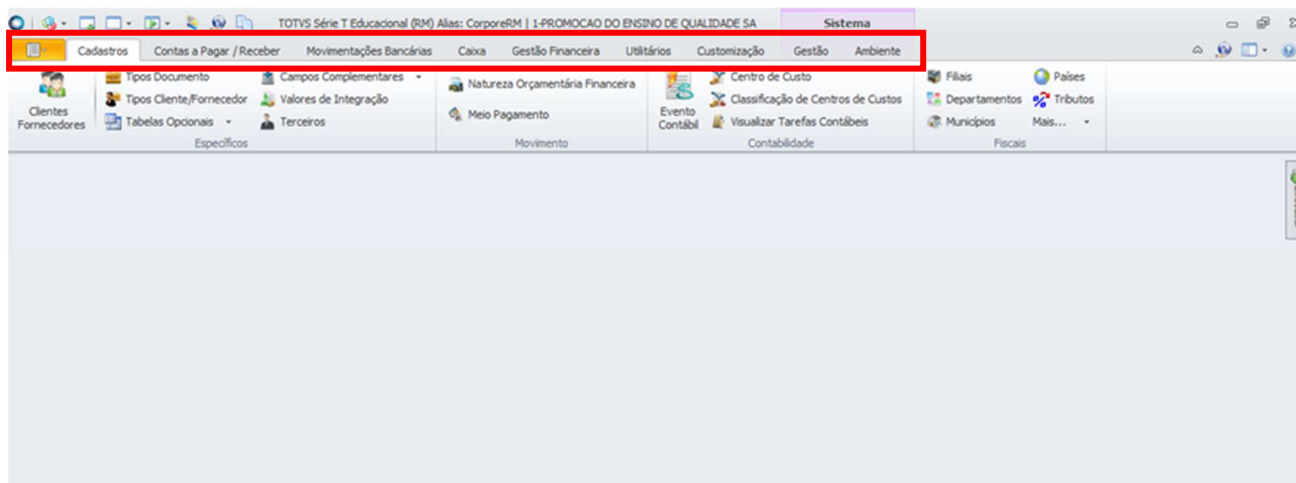 TOTVS Série T Educacional (RM) Alias: CorporeRM | 1-PROMOCAO DO ENSINO DE QUALIDADE SA Sistema
Cadastros Contas a Pagar / Receber Movimentações Bancárias Caixa Gestão Financeira Utilitários Customização Gestão Ambiente
Clientes
Fornecedores
Tipos Documento
Tipos Cliente/Fornecedor
Tabelas Opcionais
Campos Complementares
Valores de Integração
Terceiros
Específicos
Natureza Orçamentária Financeira
Meio Pagamento
Movimento
Evento
Contábil
Centro de Custo
Classificação de Centros de Custos
Visualizar Tarefas Contábeis
Contabilidade
Filiais
Departamentos
Municípios
Países
Tributos
Mais...
Fiscais